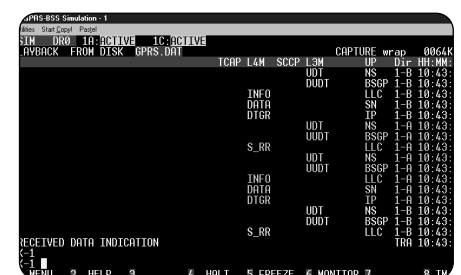 GPRS-BSS Simulation - 1
Start Copy! Paste!
SIM DR0 1A:ACTIVE 1C:ACTIVE
AYBACK FROM DISK GPRS.DAT CAPTURE wrap 0064K
TCAP L4M SCCP L3M UP Dir HH:MM:
UDT NS 1-B 10:43:
DUDT BSGP 1-B 10:43:
INFO LLC 1-B 10:43:
DATA SN 1-B 10:43:
DTGR IP 1-B 10:43:
UDT NS 1-A 10:43:
UUDT BSGP 1-A 10:43:
S_RR LLC 1-A 10:43:
UDT NS 1-A 10:43:
UUDT BSGP 1-A 10:43:
INFO LLC 1-A 10:43:
DATA SN 1-A 10:43:
DTGR IP 1-A 10:43:
UDT NS 1-B 10:43:
DUDT BSGP 1-B 10:43:
S_RR LLC 1-B 10:43:
RECEIVED DATA INDICATION TRA 10:43:
<-1
<-1
MENU 2 HELP 3 4 HOLT 5 FREEZE 6 MONITOR 7 8 TM